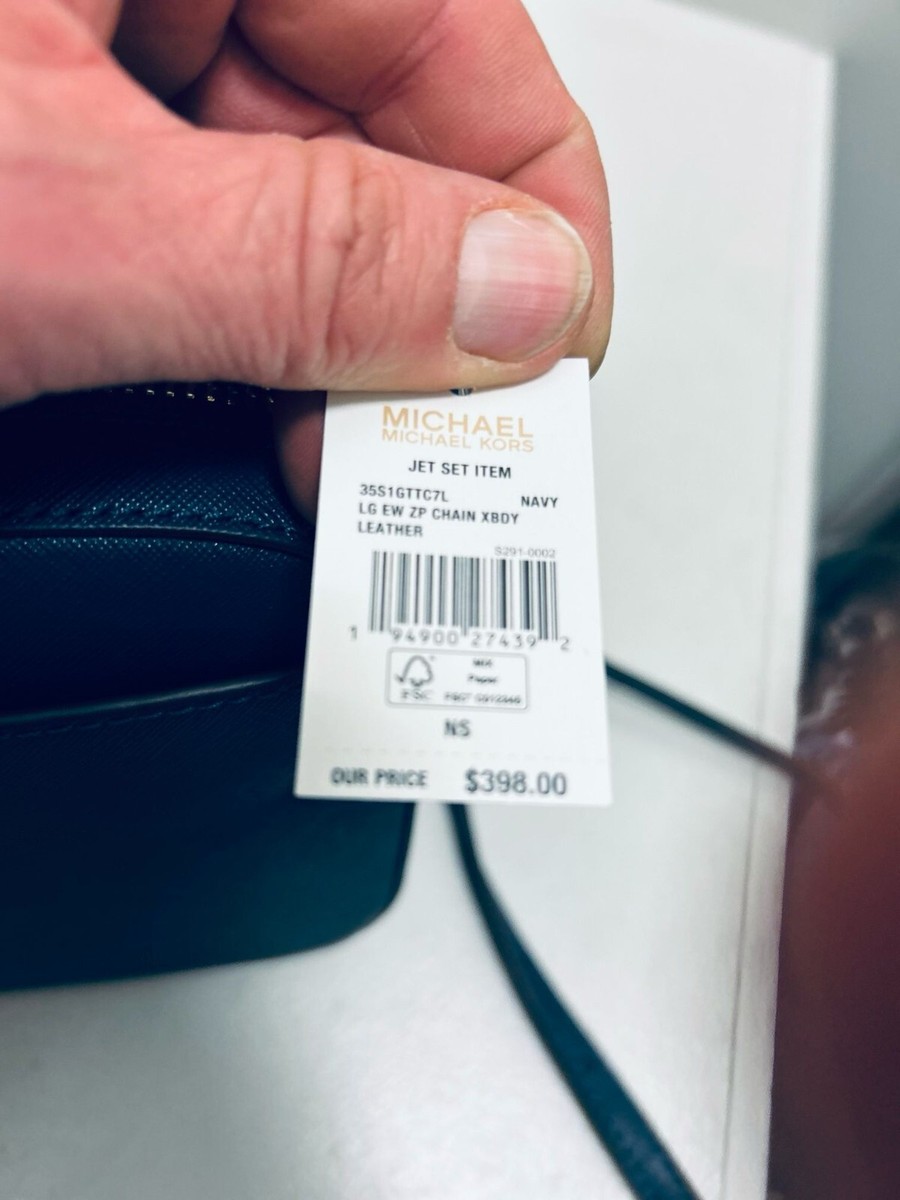 MICHAEL
MICHAEL KORS
JET SET ITEM
35S1GTTC7L NAVY
LG EW ZP CHAIN XBDY
LEATHER
S291-0002
1 94900 27439 2
FSC
MIX
Paper
NS
OUR PRICE $398.00